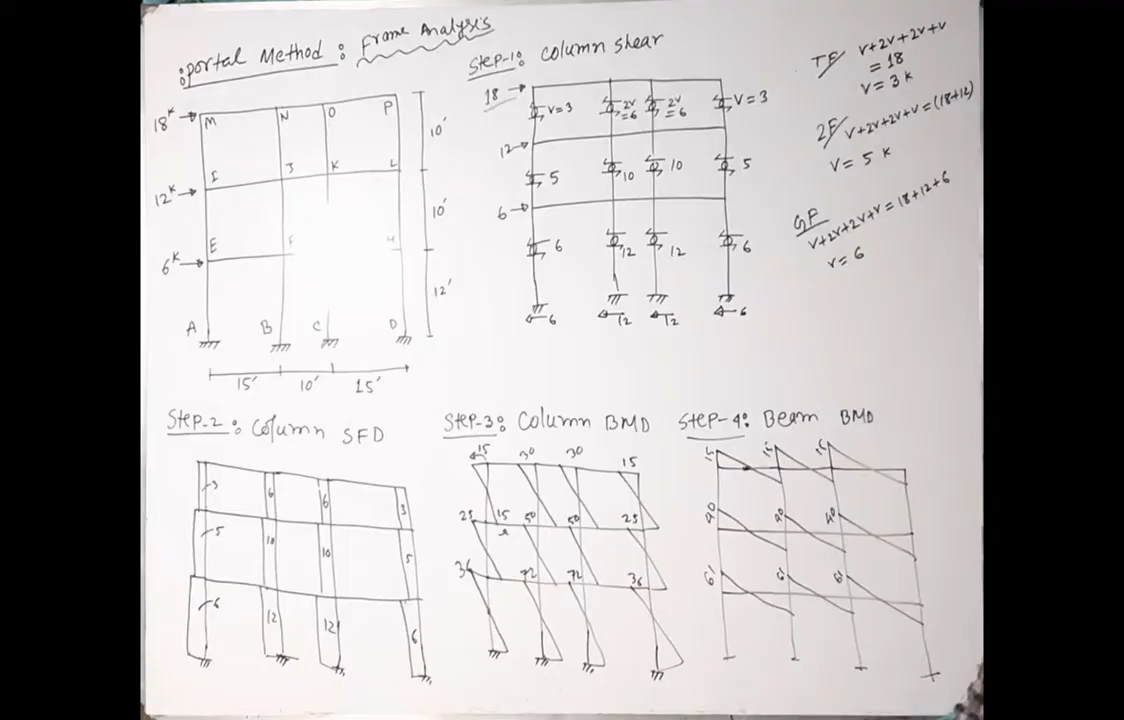 :portal Method: Frame Analysis
18ᴷ
M N O P
10'
12ᴷ
I J K L
10'
6ᴷ
E F H
12'
A B C D
15' 10' 15'
Step-1: Column shear
18
V=3 2V=6 2V=6 V=3
12
5 10 10 5
6
6 12 12 6
6 12 12 6
TF/ V+2V+2V+V
= 18
V = 3 K
2F/ V+2V+2V+V = (18+12)
V = 5 K
GF
V+2V+2V+V = 18+12+6
V = 6
Step-2: Column SFD
3 6 6 3
5 10 10 5
6 12 12 6
Step-3: Column BMD
15 30 30 15
25 15 50 50 25
36 72 72 36
Step-4: Beam BMD
15 15 15
40 40 40
61 61 61